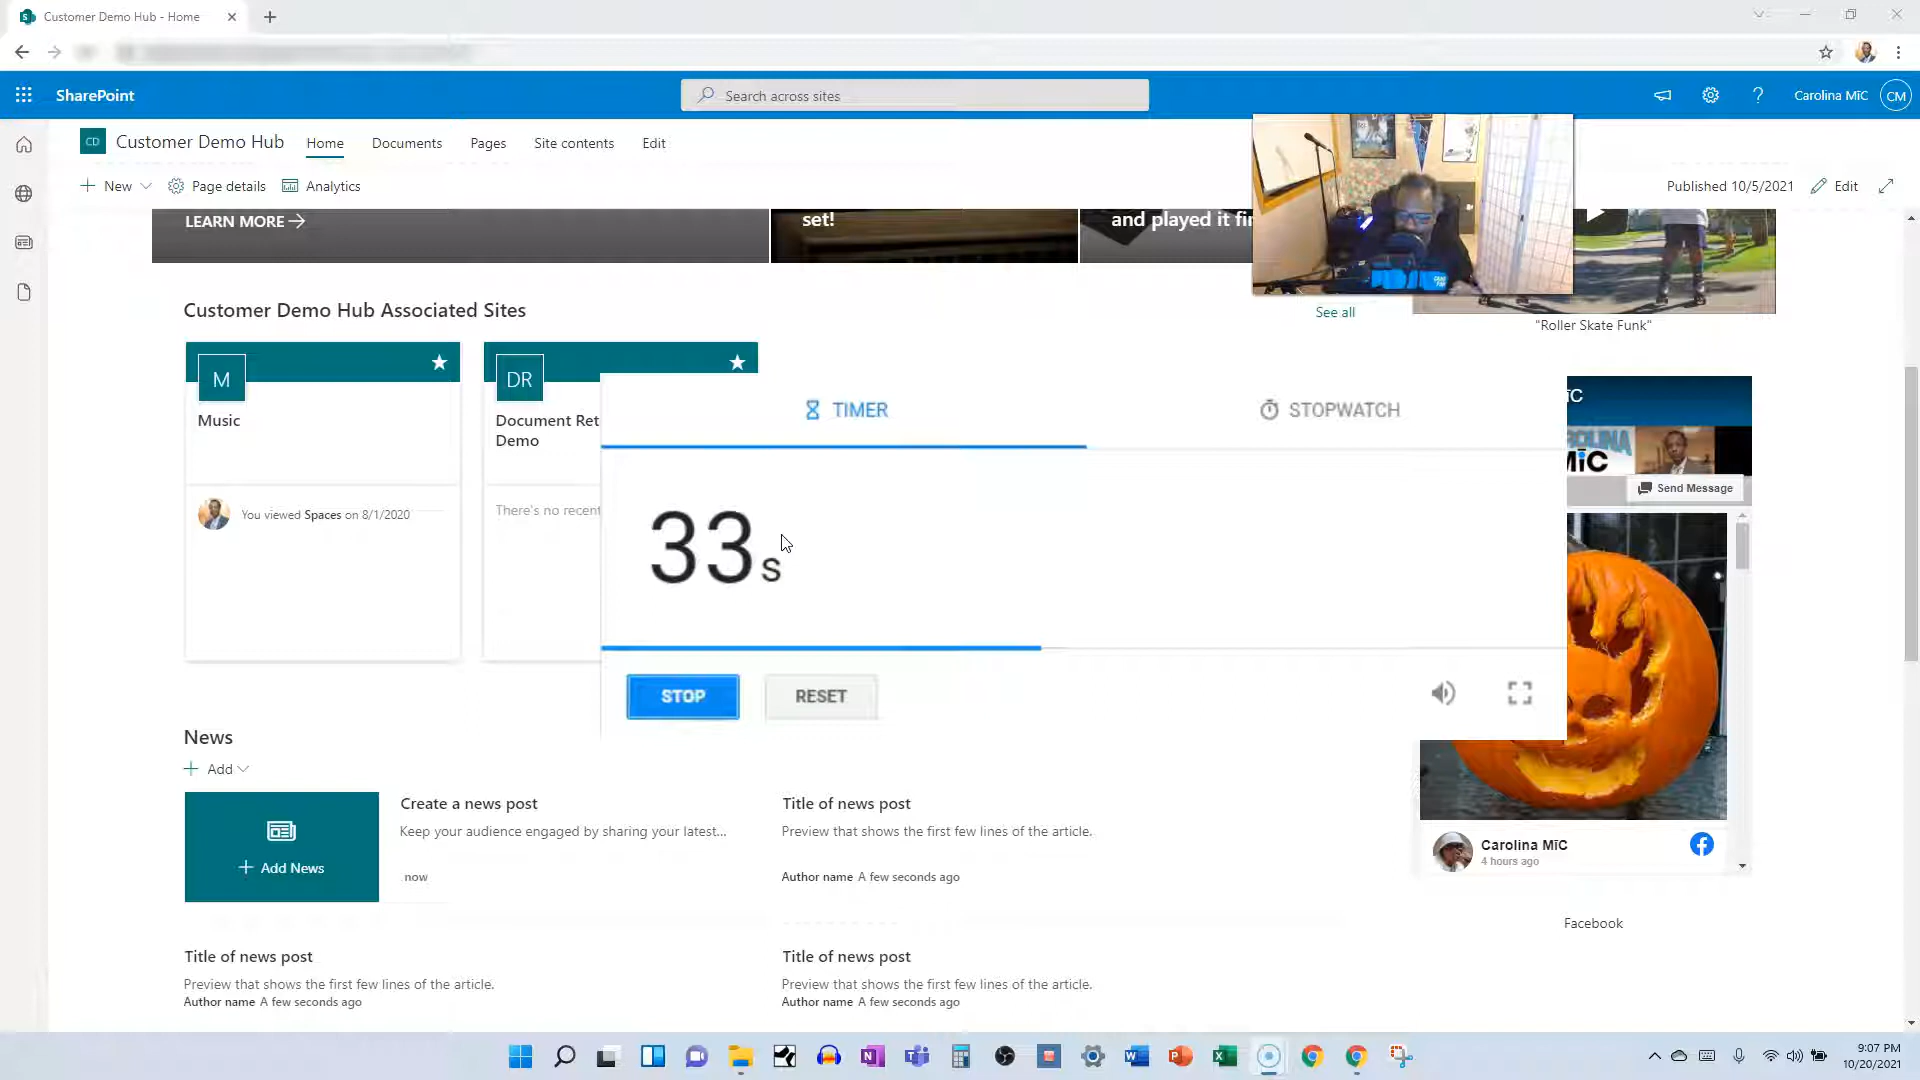 Customer Demo Hub - Home
SharePoint
Search across sites
Carolina MīC
CM
CD
Customer Demo Hub
Home
Documents
Pages
Site contents
Edit
New
Page details
Analytics
Published 10/5/2021
Edit
LEARN MORE
set!
and played it fi
Customer Demo Hub Associated Sites
See all
"Roller Skate Funk"
M
Music
You viewed Spaces on 8/1/2020
DR
Document Ret
Demo
There's no recent
TIMER
STOPWATCH
33s
STOP
RESET
īC
MīC
Send Message
News
Add
Add News
Create a news post
Keep your audience engaged by sharing your latest...
now
Title of news post
Preview that shows the first few lines of the article.
Author name A few seconds ago
Carolina MīC
4 hours ago
Facebook
Title of news post
Preview that shows the first few lines of the article.
Author name A few seconds ago
Title of news post
Preview that shows the first few lines of the article.
Author name A few seconds ago
9:07 PM
10/20/2021